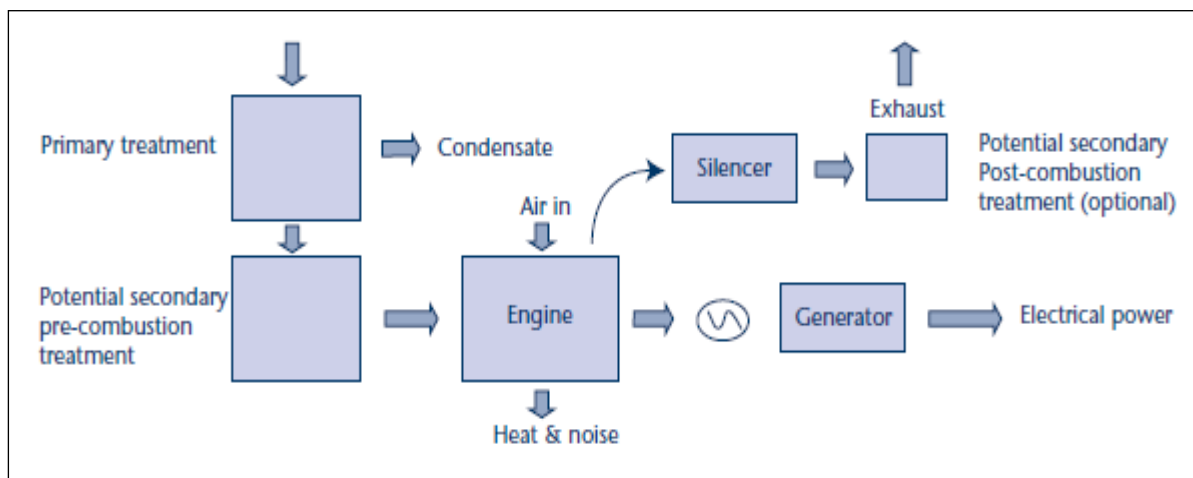 Primary treatment
Condensate
Air in
Silencer
Exhaust
Potential secondary
Post-combustion
treatment (optional)
Potential secondary
pre-combustion
treatment
Engine
Generator
Electrical power
Heat & noise